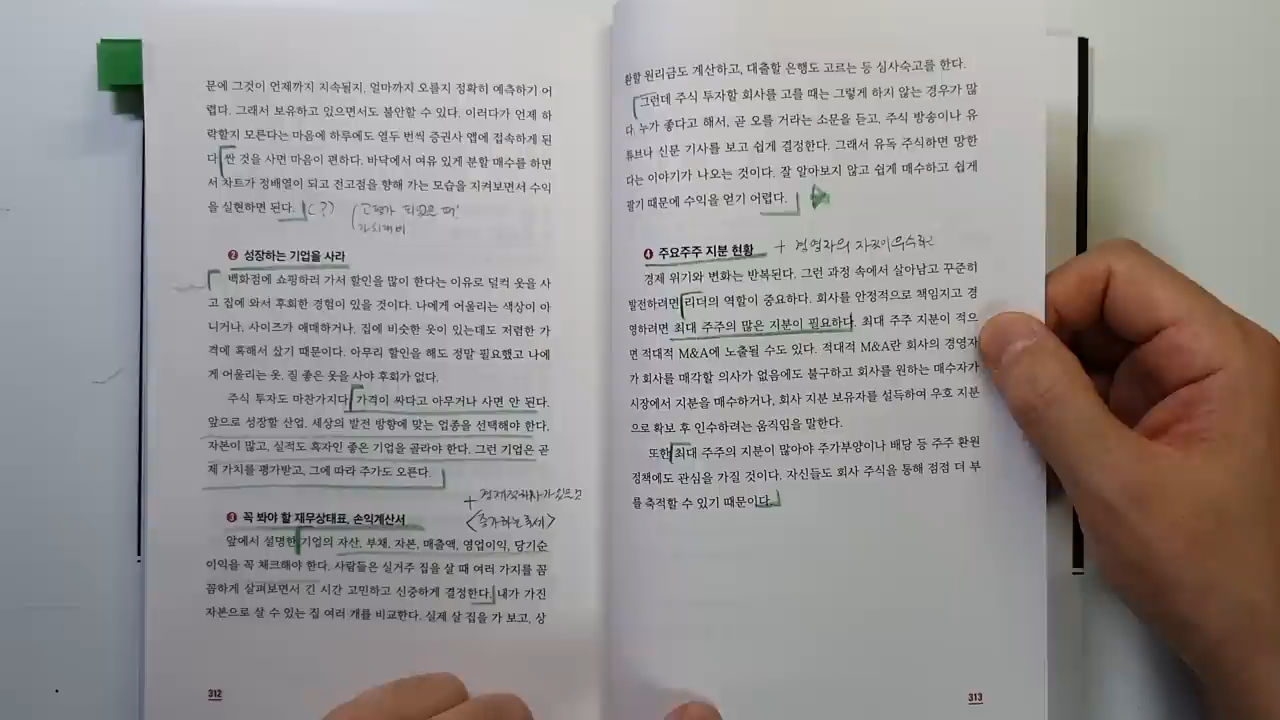 문에 그것이 언제까지 지속될지, 얼마까지 오를지 정확히 예측하기 어
렵다. 그래서 보유하고 있으면서도 불안할 수 있다. 이러다가 언제 하
락할지 모른다는 마음에 하루에도 열두 번씩 증권사 앱에 접속하게 된
다. 싼 것을 사면 마음이 편하다. 바닥에서 여유 있게 분할 매수를 하면
서 차트가 정배열이 되고 전고점을 향해 가는 모습을 지켜보면서 수익
을 실현하면 된다. (??) (고평가 되었을 때!
❷ 성장하는 기업을 사라
백화점에 쇼핑하러 가서 할인을 많이 한다는 이유로 덜컥 옷을 사
고 집에 와서 후회한 경험이 있을 것이다. 나에게 어울리는 색상이 아
니거나, 사이즈가 애매하거나, 집에 비슷한 옷이 있는데도 저렴한 가
격에 혹해서 샀기 때문이다. 아무리 할인을 해도 정말 필요했고 나에
게 어울리는 옷, 질 좋은 옷을 사야 후회가 없다.
주식 투자도 마찬가지다. 가격이 싸다고 아무거나 사면 안 된다.
앞으로 성장할 산업, 세상의 발전 방향에 맞는 업종을 선택해야 한다.
자본이 많고, 실적도 흑자인 좋은 기업을 골라야 한다. 그런 기업은 곧
제 가치를 평가받고, 그에 따라 주가도 오른다.
+
❸ 꼭 봐야 할 재무상태표, 손익계산서 <증가하는 추세>
앞에서 설명한 기업의 자산, 부채, 자본, 매출액, 영업이익, 당기순
이익을 꼭 체크해야 한다. 사람들은 실거주 집을 살 때 여러 가지를 꼼
꼼하게 살펴보면서 긴 시간 고민하고 신중하게 결정한다. 내가 가진
자본으로 살 수 있는 집 여러 개를 비교한다. 실제 살 집을 가 보고, 상
312
환할 원리금도 계산하고, 대출할 은행도 고르는 등 심사숙고를 한다.
그런데 주식 투자할 회사를 고를 때는 그렇게 하지 않는 경우가 많
다. 누가 좋다고 해서, 곧 오를 거라는 소문을 듣고, 주식 방송이나 유
튜브나 신문 기사를 보고 쉽게 결정한다. 그래서 유독 주식하면 망한
다는 이야기가 나오는 것이다. 잘 알아보지 않고 쉽게 매수하고 쉽게
팔기 때문에 수익을 얻기 어렵다.
❹ 주요주주 지분 현황 + 경영자의 자질(우수한)
경제 위기와 변화는 반복된다. 그런 과정 속에서 살아남고 꾸준히
발전하려면 리더의 역할이 중요하다. 회사를 안정적으로 책임지고 경
영하려면 최대 주주의 많은 지분이 필요하다. 최대 주주 지분이 적으
면 적대적 M&A에 노출될 수도 있다. 적대적 M&A란 회사의 경영자
가 회사를 매각할 의사가 없음에도 불구하고 회사를 원하는 매수자가
시장에서 지분을 매수하거나, 회사 지분 보유자를 설득하여 우호 지분
으로 확보 후 인수하려는 움직임을 말한다.
또한 최대 주주의 지분이 많아야 주가부양이나 배당 등 주주 환원
정책에도 관심을 가질 것이다. 자신들도 회사 주식을 통해 점점 더 부
를 축적할 수 있기 때문이다.
313